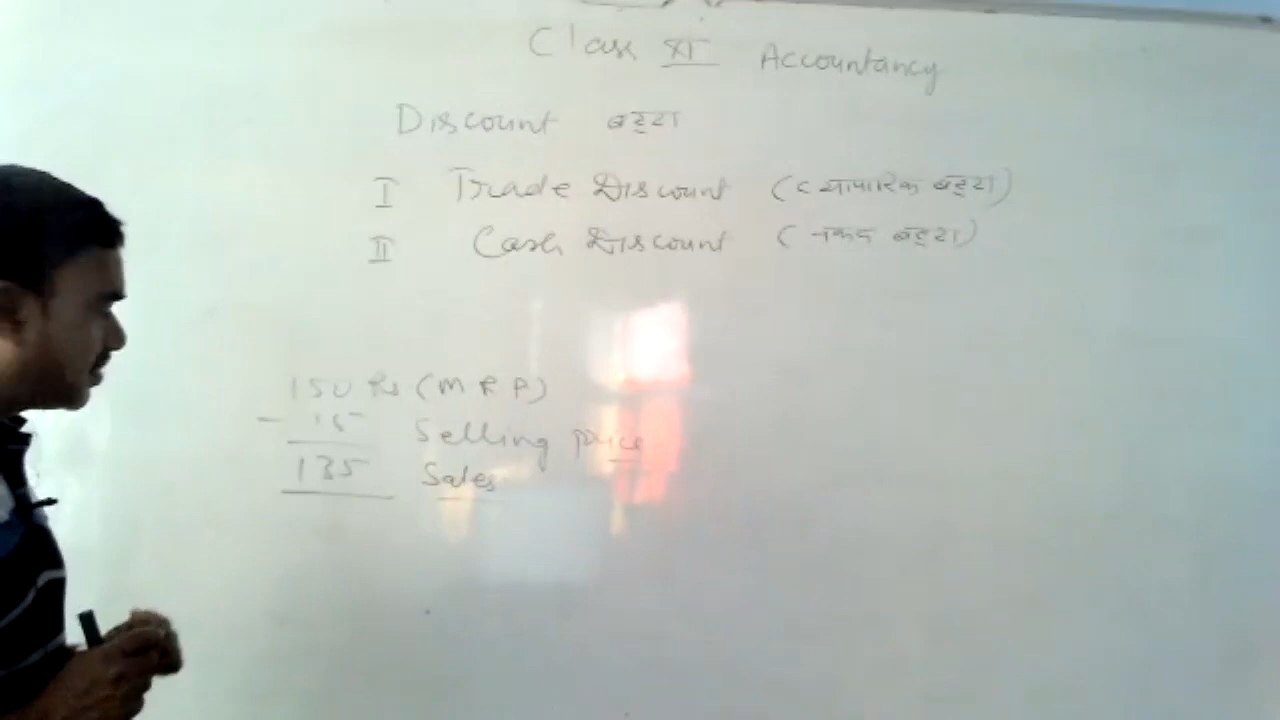 Class XI Accountancy
Discount बट्टा
I Trade Discount (व्यापारिक बट्टा)
II Cash Discount (नकद बट्टा)
150 Rs (MRP)
- 15 Selling price
135 Sales